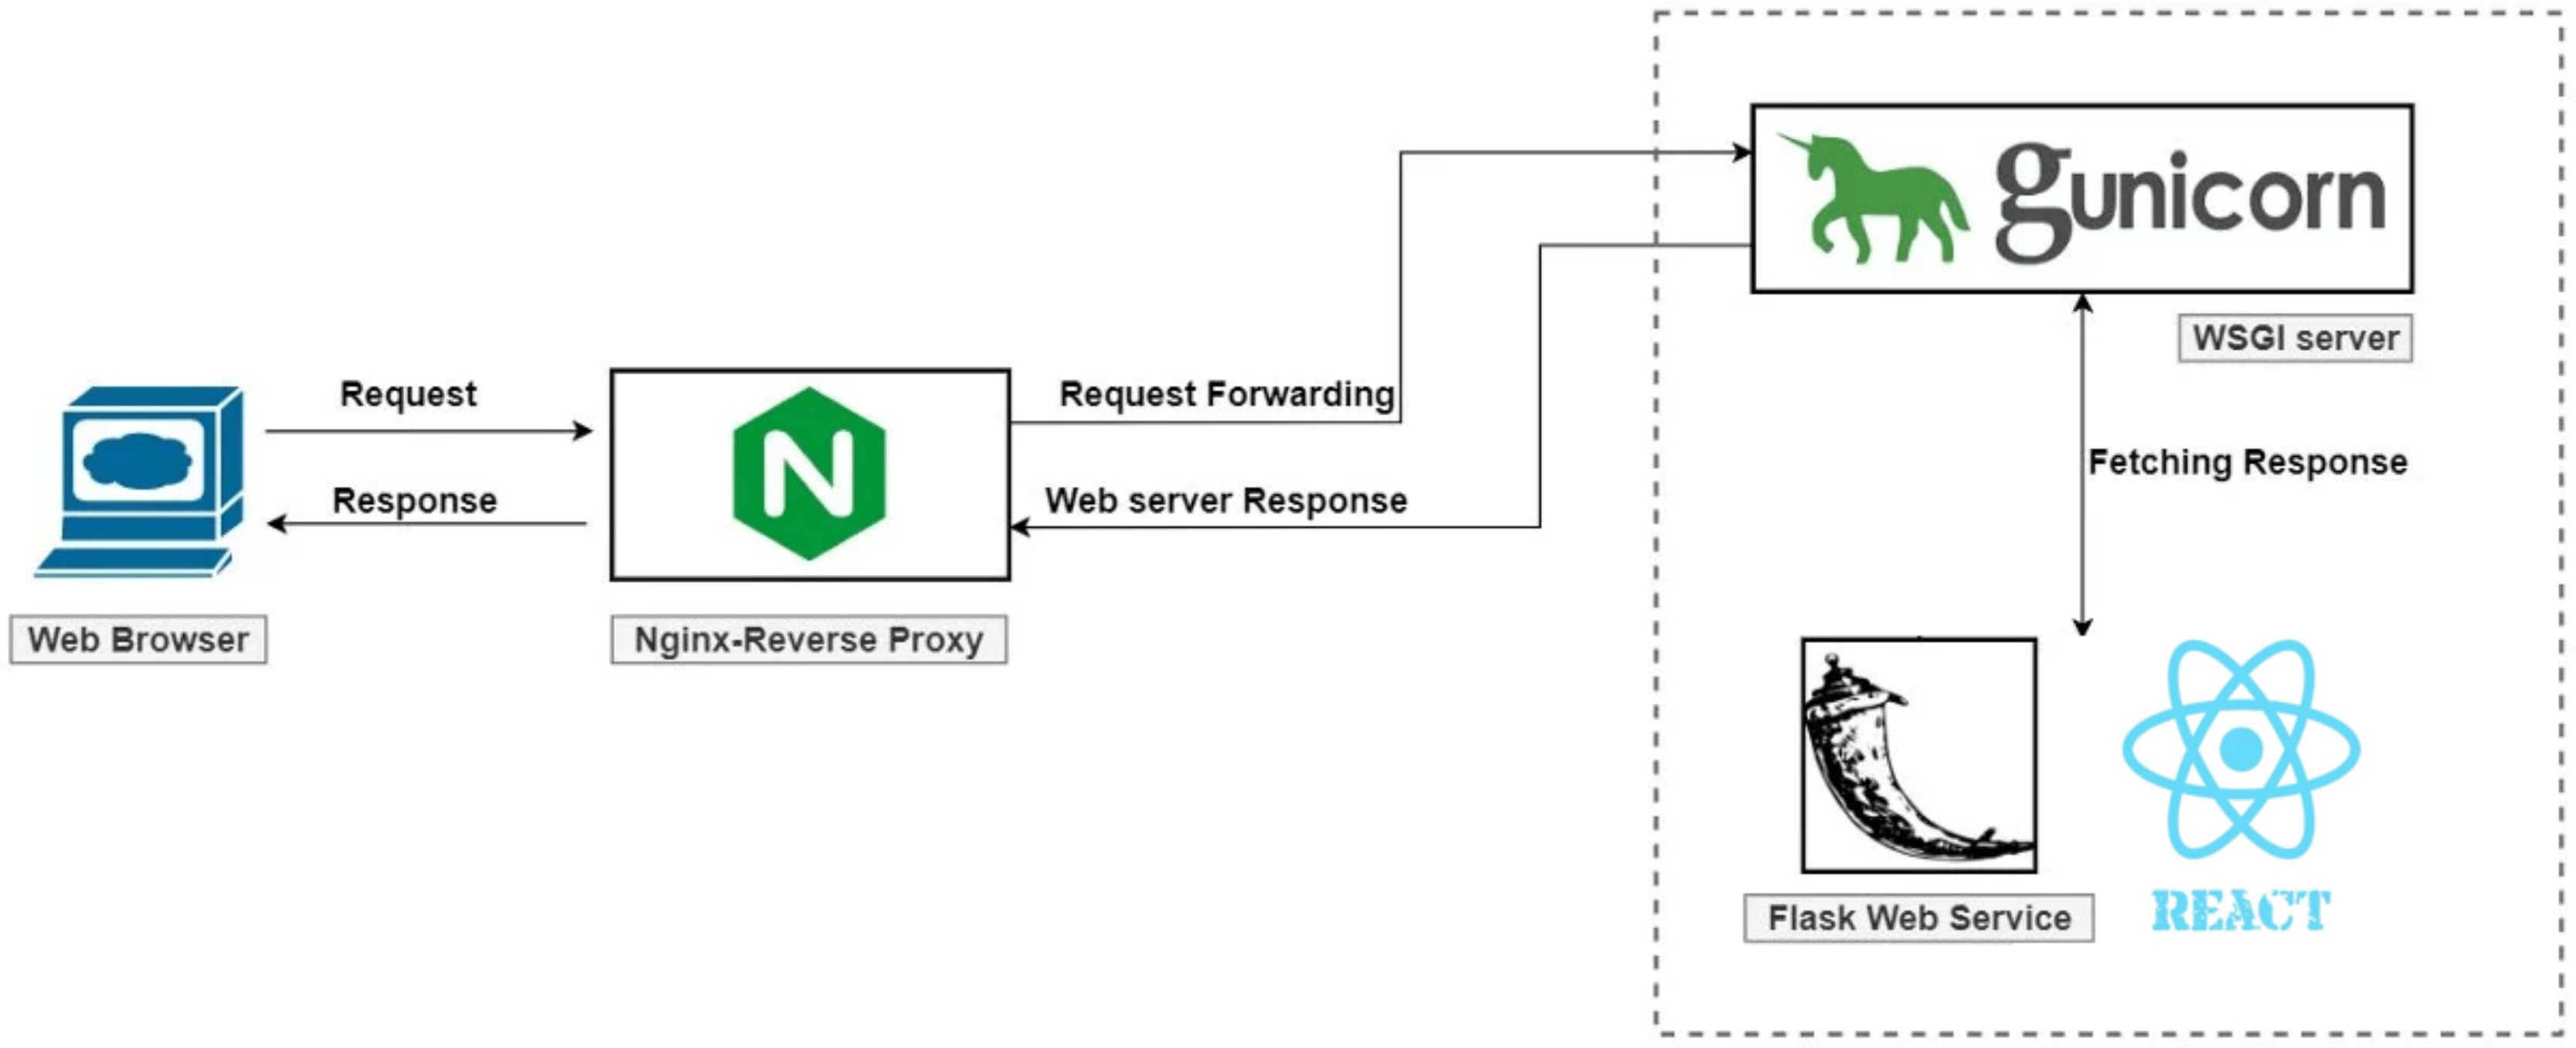 gunicorn
WSGI server
Request
Request Forwarding
Fetching Response
Response
Web server Response
N
Web Browser
Nginx-Reverse Proxy
Flask Web Service
REACT